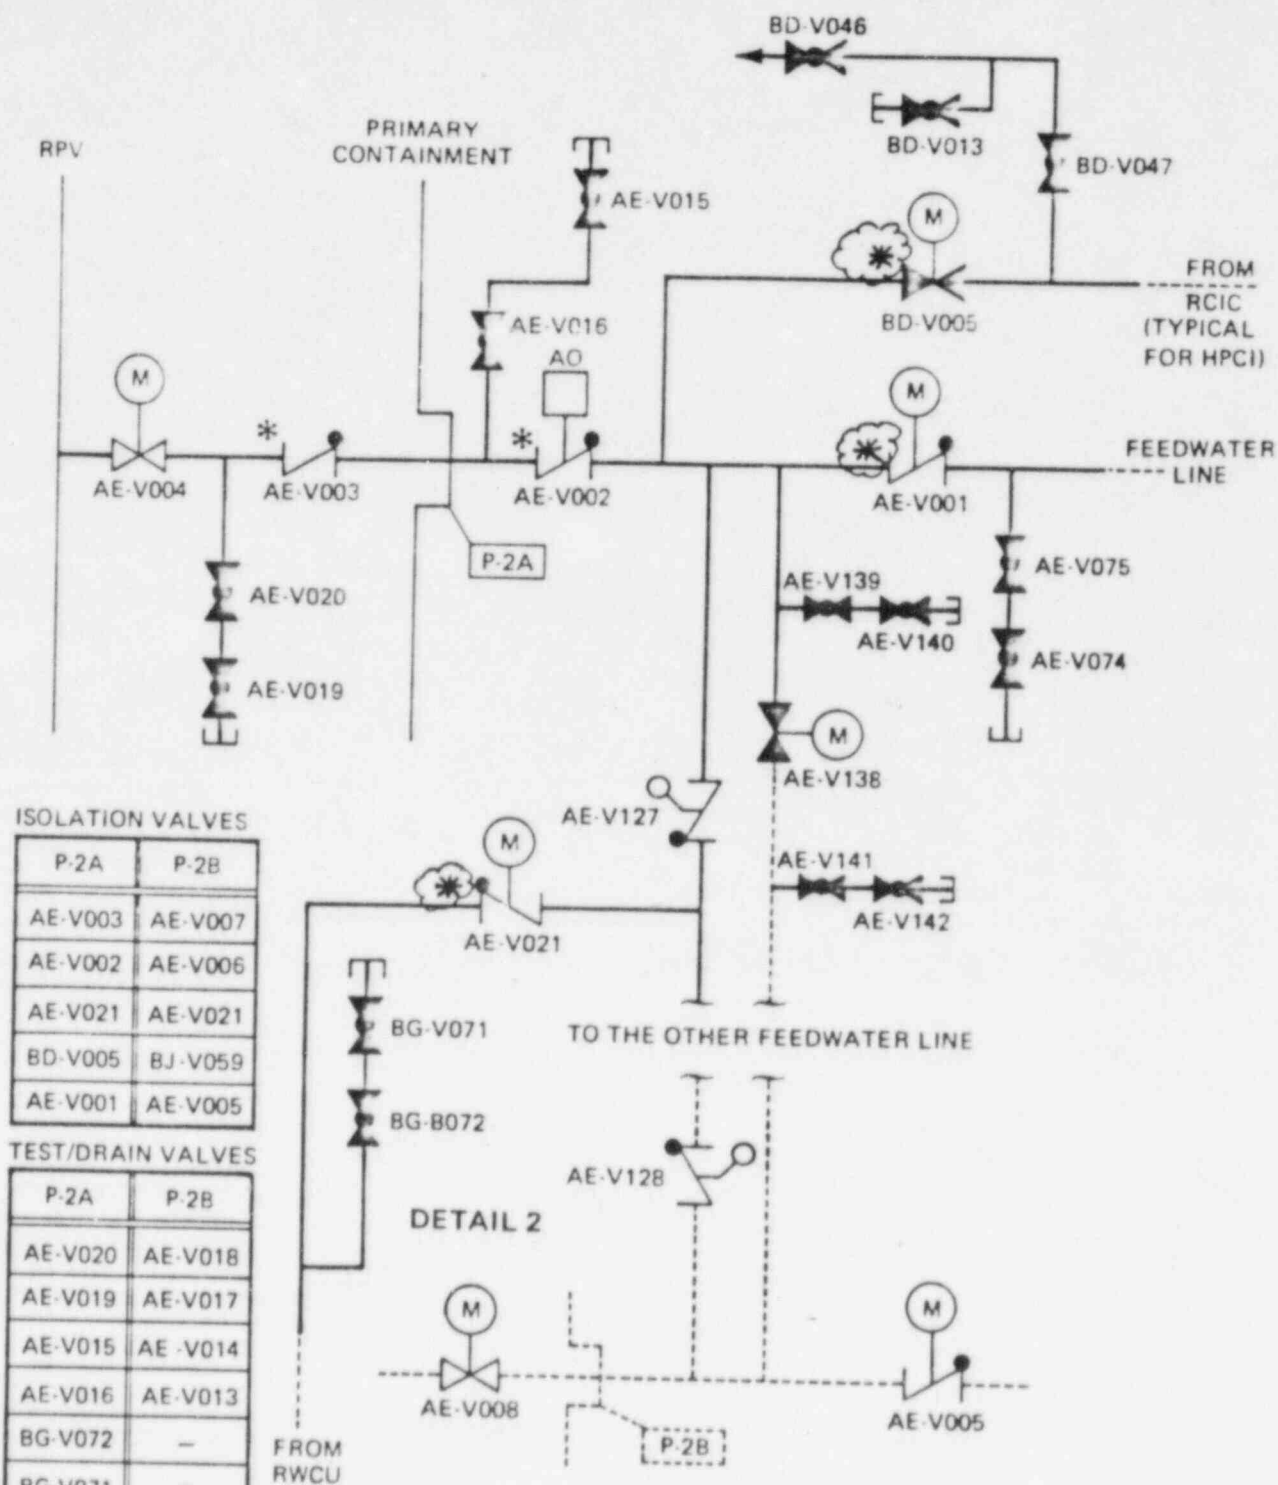 BD-V046
BD-V013
BD-V047
RPV
PRIMARY
CONTAINMENT
AE-V015
M
BD-V005
FROM
RCIC
(TYPICAL
FOR HPCI)
AE-V016
AO
M
M
*
*
AE-V004
AE-V003
AE-V002
AE-V001
FEEDWATER
LINE
P-2A
AE-V020
AE-V019
AE-V139
AE-V140
AE-V075
AE-V074
M
AE-V138
AE-V127
M
AE-V021
AE-V141
AE-V142
BG-V071
BG-B072
TO THE OTHER FEEDWATER LINE
AE-V128
DETAIL 2
M
AE-V008
M
AE-V005
P-2B
FROM
RWCU
ISOLATION VALVES
P-2A P-2B
AE-V003 AE-V007
AE-V002 AE-V006
AE-V021 AE-V021
BD-V005 BJ-V059
AE-V001 AE-V005
TEST/DRAIN VALVES
P-2A P-2B
AE-V020 AE-V018
AE-V019 AE-V017
AE-V015 AE-V014
AE-V016 AE-V013
BG-V072 –
BG-V071